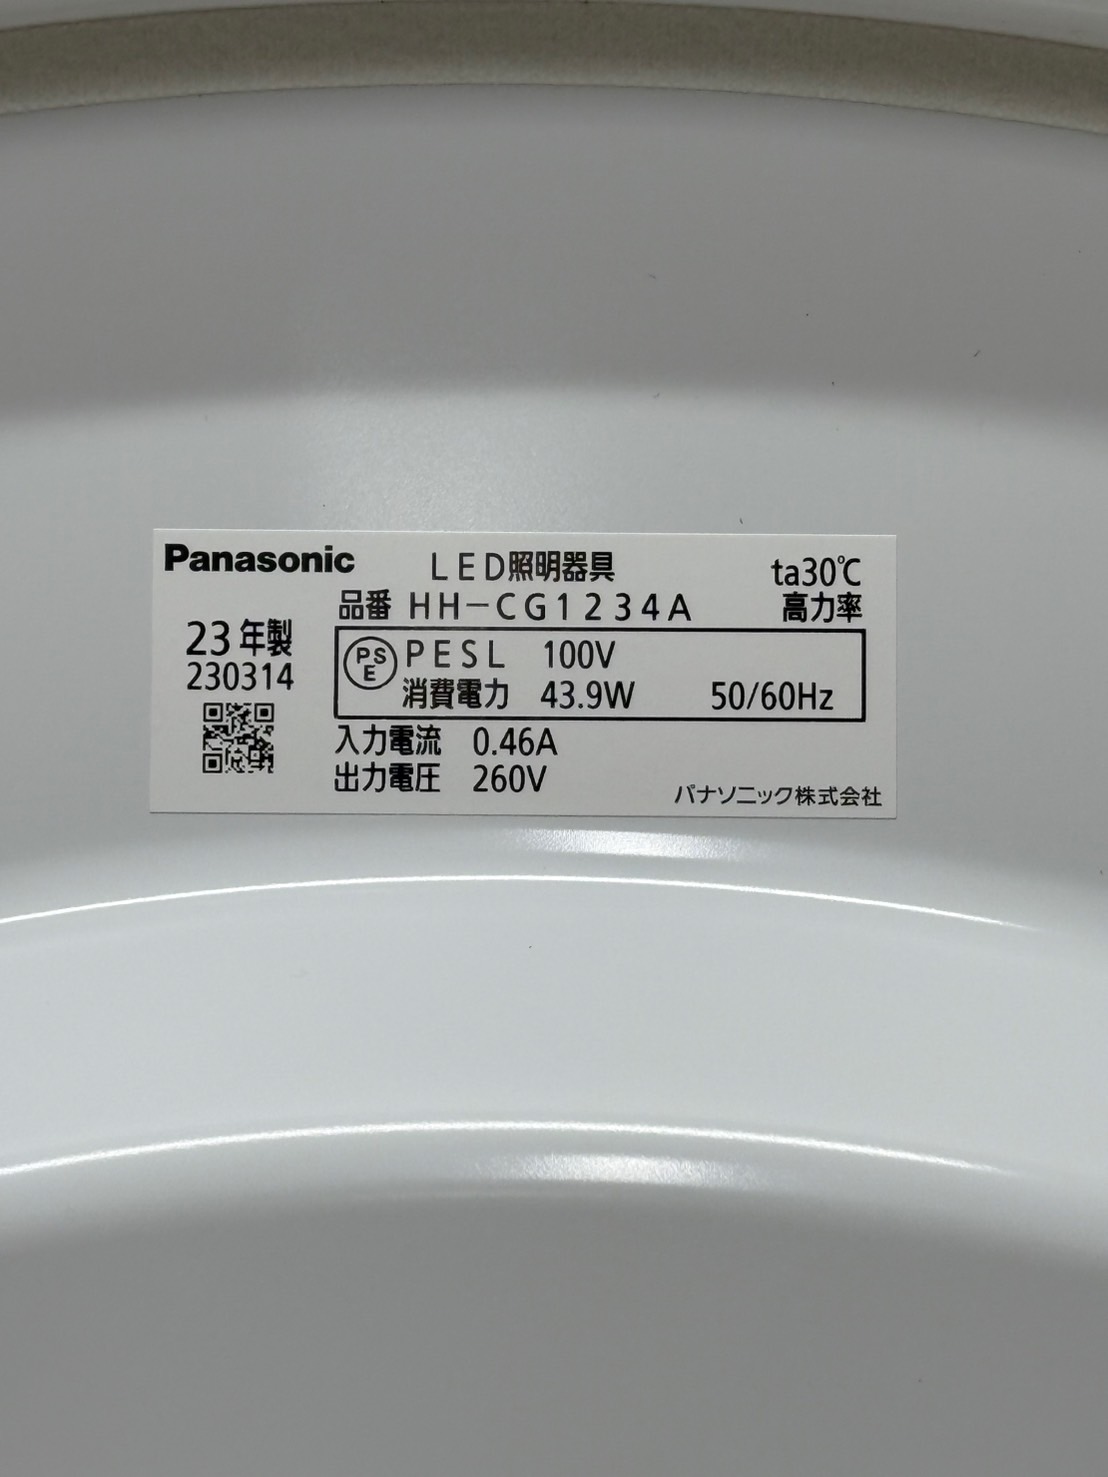 Panasonic
LED照明器具
ta30℃
品番 HH-CG1234A
高力率
23年製
230314
PSE
PESL 100V
消費電力 43.9W 50/60Hz
入力電流 0.46A
出力電圧 260V
パナソニック株式会社